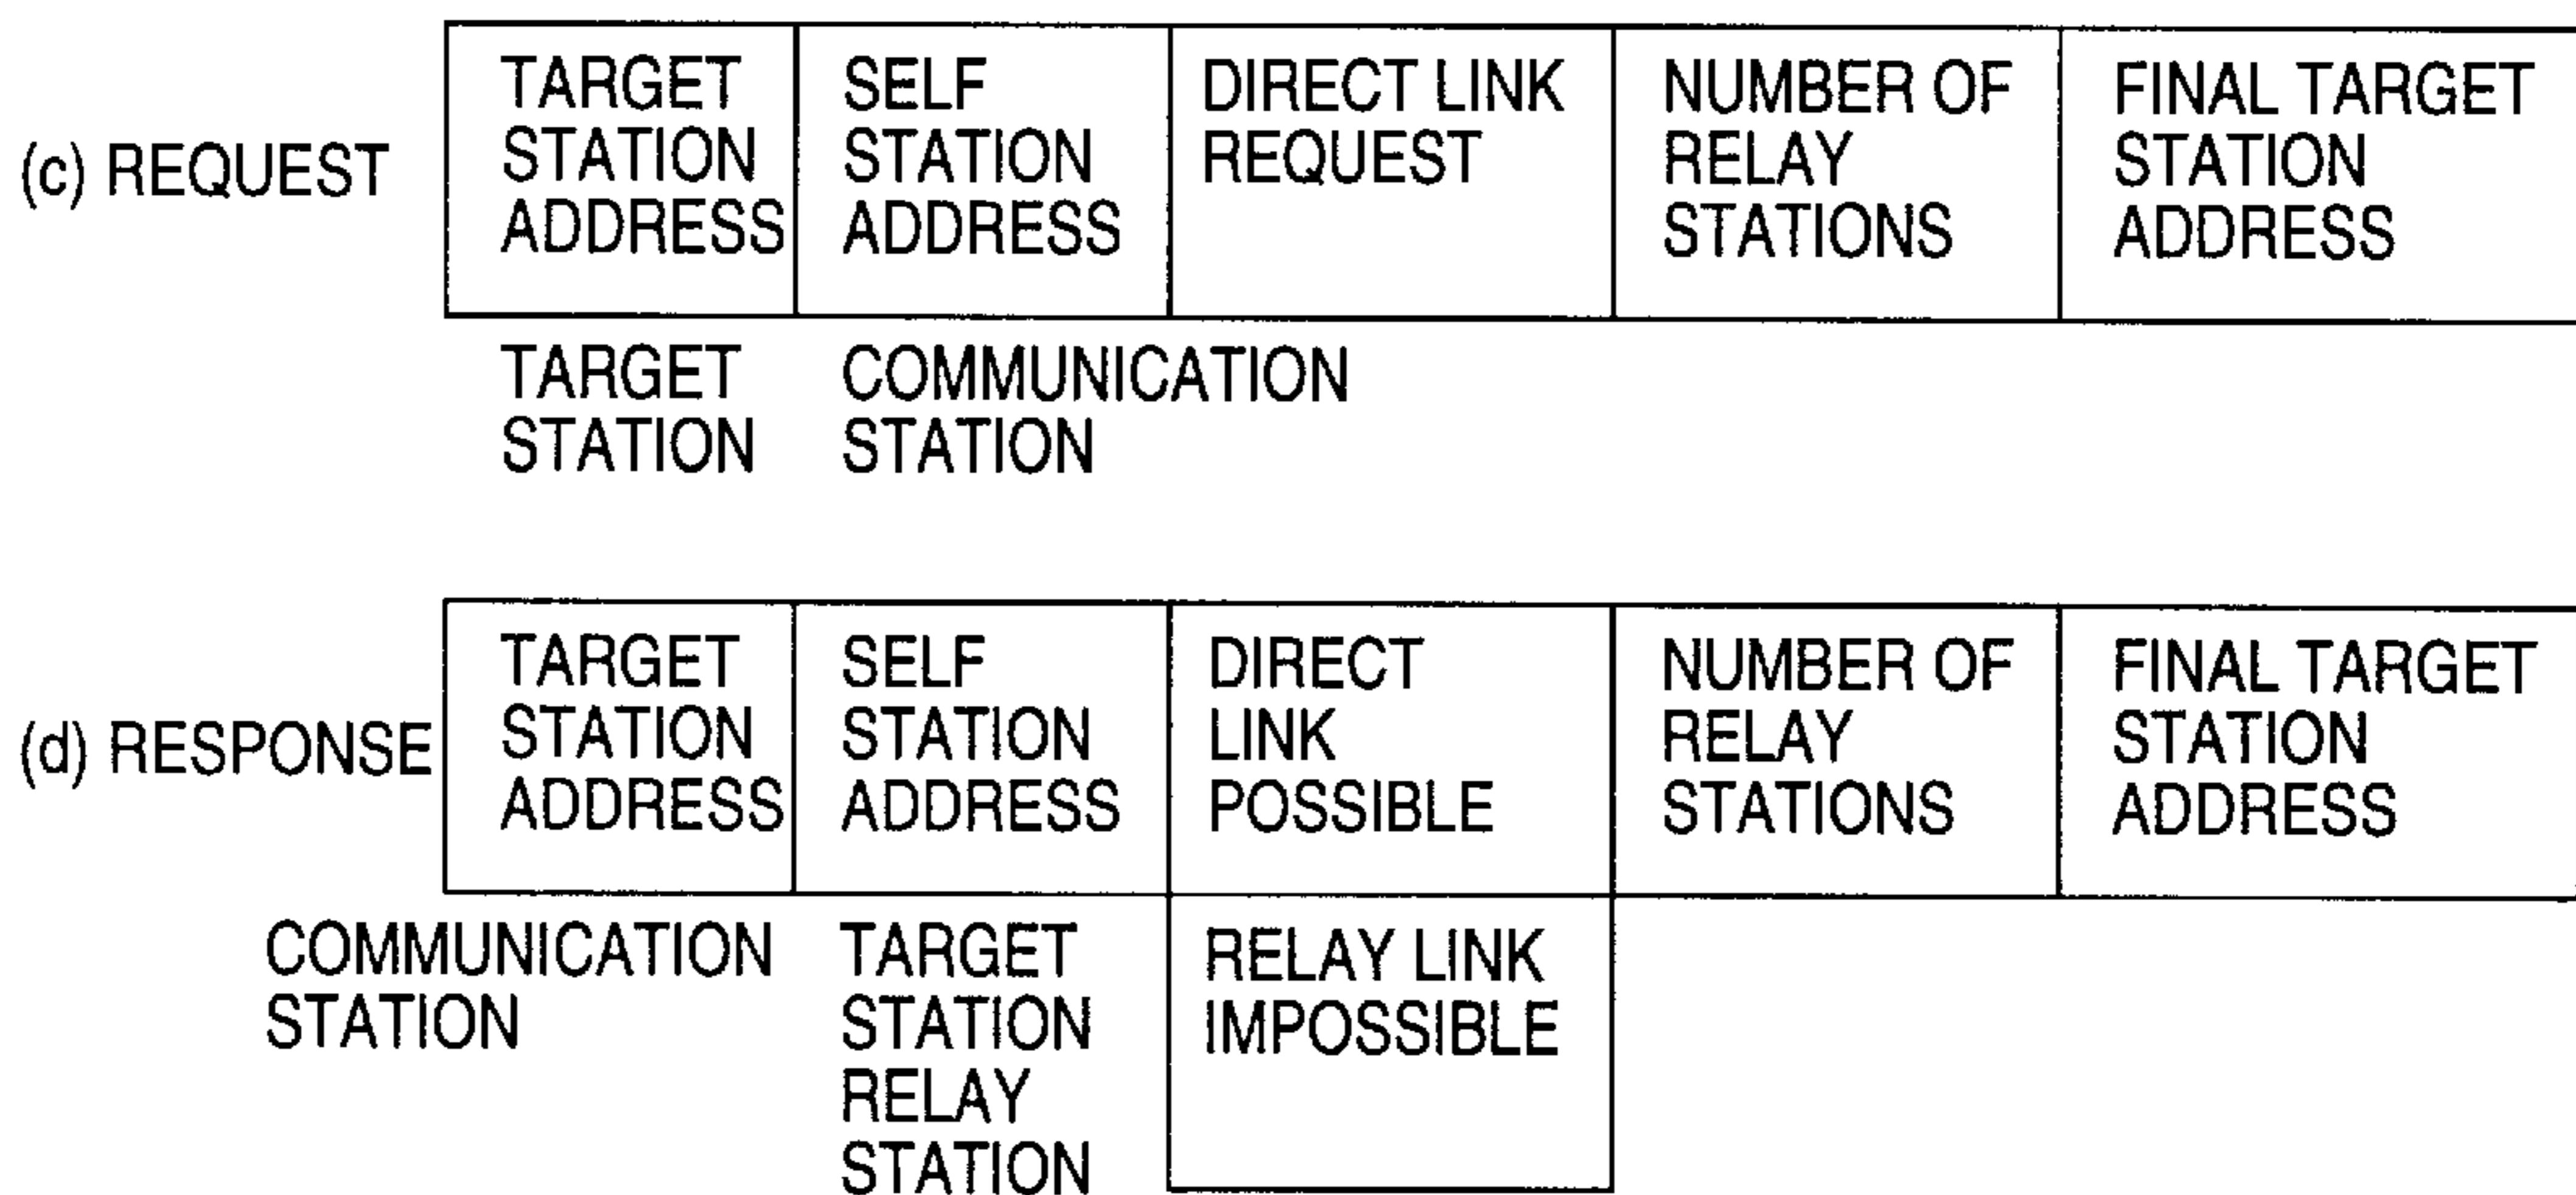 (c) REQUEST
TARGET
STATION
ADDRESS
SELF
STATION
ADDRESS
DIRECT LINK
REQUEST
NUMBER OF
RELAY
STATIONS
FINAL TARGET
STATION
ADDRESS
TARGET
STATION
COMMUNICATION
STATION
(d) RESPONSE
TARGET
STATION
ADDRESS
SELF
STATION
ADDRESS
DIRECT
LINK
POSSIBLE
NUMBER OF
RELAY
STATIONS
FINAL TARGET
STATION
ADDRESS
COMMUNICATION
STATION
TARGET
STATION
RELAY
STATION
RELAY LINK
IMPOSSIBLE